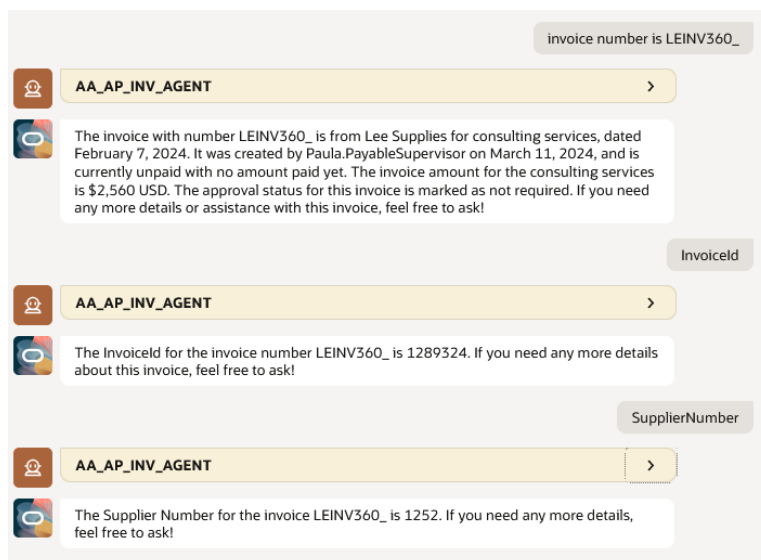 invoice number is LEINV360_
AA_AP_INV_AGENT
The invoice with number LEINV360_ is from Lee Supplies for consulting services, dated
February 7, 2024. It was created by Paula.PayableSupervisor on March 11, 2024, and is
currently unpaid with no amount paid yet. The invoice amount for the consulting services
is $2,560 USD. The approval status for this invoice is marked as not required. If you need
any more details or assistance with this invoice, feel free to ask!
InvoiceId
AA_AP_INV_AGENT
The InvoiceId for the invoice number LEINV360_ is 1289324. If you need any more details
about this invoice, feel free to ask!
SupplierNumber
AA_AP_INV_AGENT
The Supplier Number for the invoice LEINV360_ is 1252. If you need any more details,
feel free to ask!